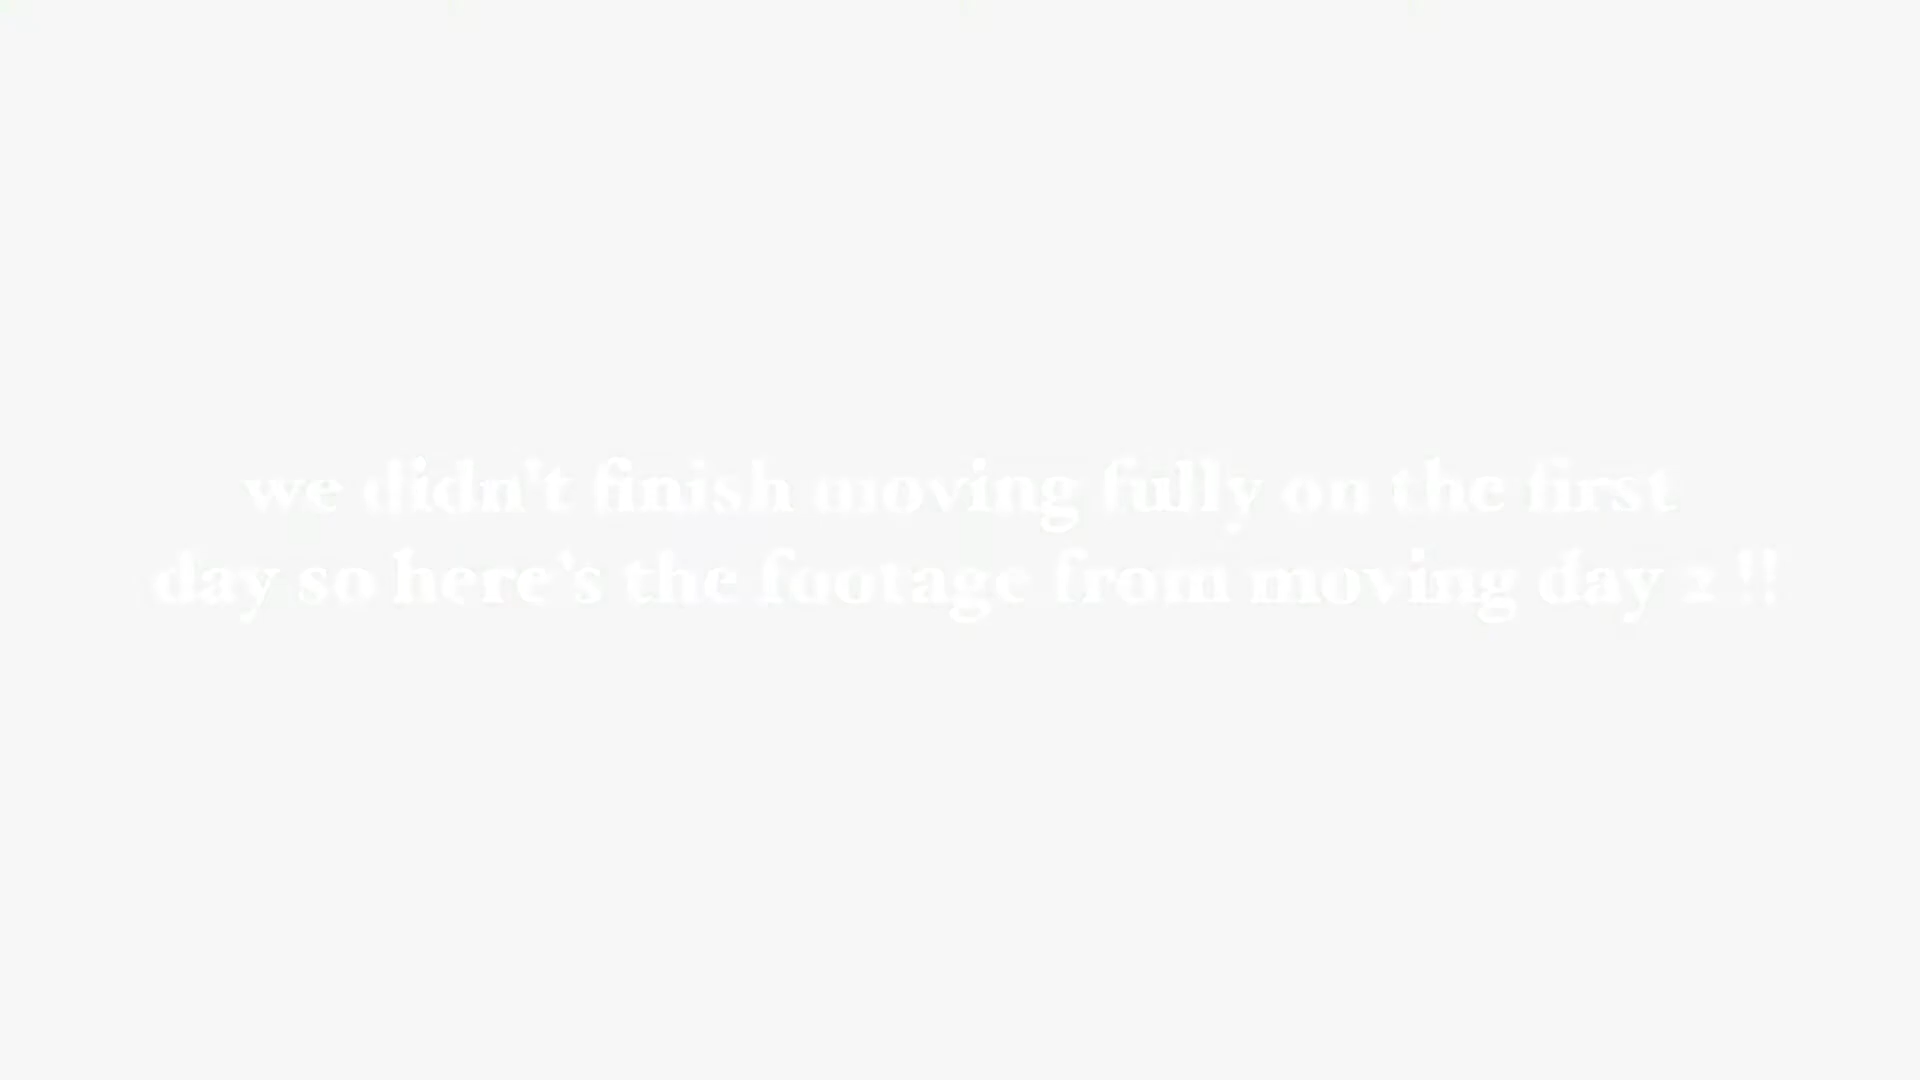 we didn't finish moving fully on the first
day so here's the footage from moving day 2 !!